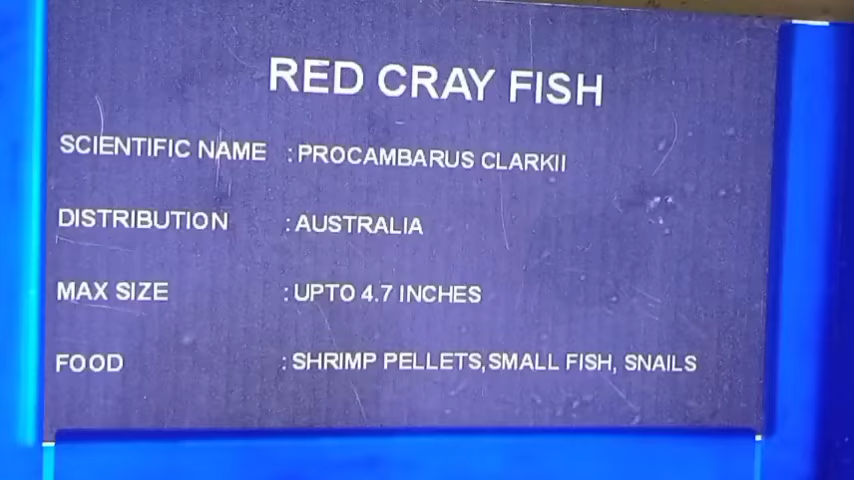 RED CRAY FISH
SCIENTIFIC NAME : PROCAMBARUS CLARKII
DISTRIBUTION : AUSTRALIA
MAX SIZE : UPTO 4.7 INCHES
FOOD : SHRIMP PELLETS,SMALL FISH, SNAILS